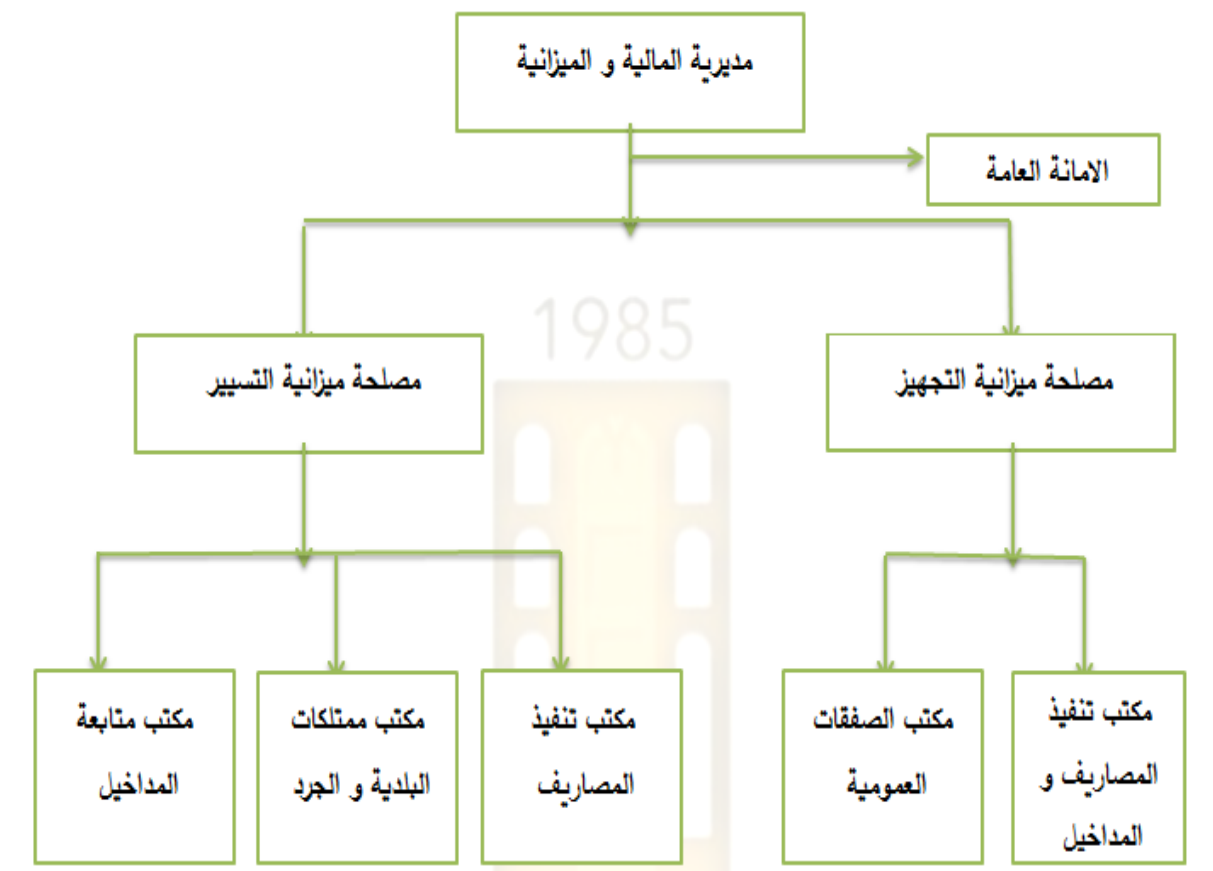 مديرية المالية و الميزانية
الامانة العامة
1985
مصلحة ميزانية التجهيز
مصلحة ميزانية التسيير
مكتب تنفيذ
المصاريف و
المداخيل
مكتب الصفقات
العمومية
مكتب تنفيذ
المصاريف
مكتب ممتلكات
البلدية و الجرد
مكتب متابعة
المداخيل